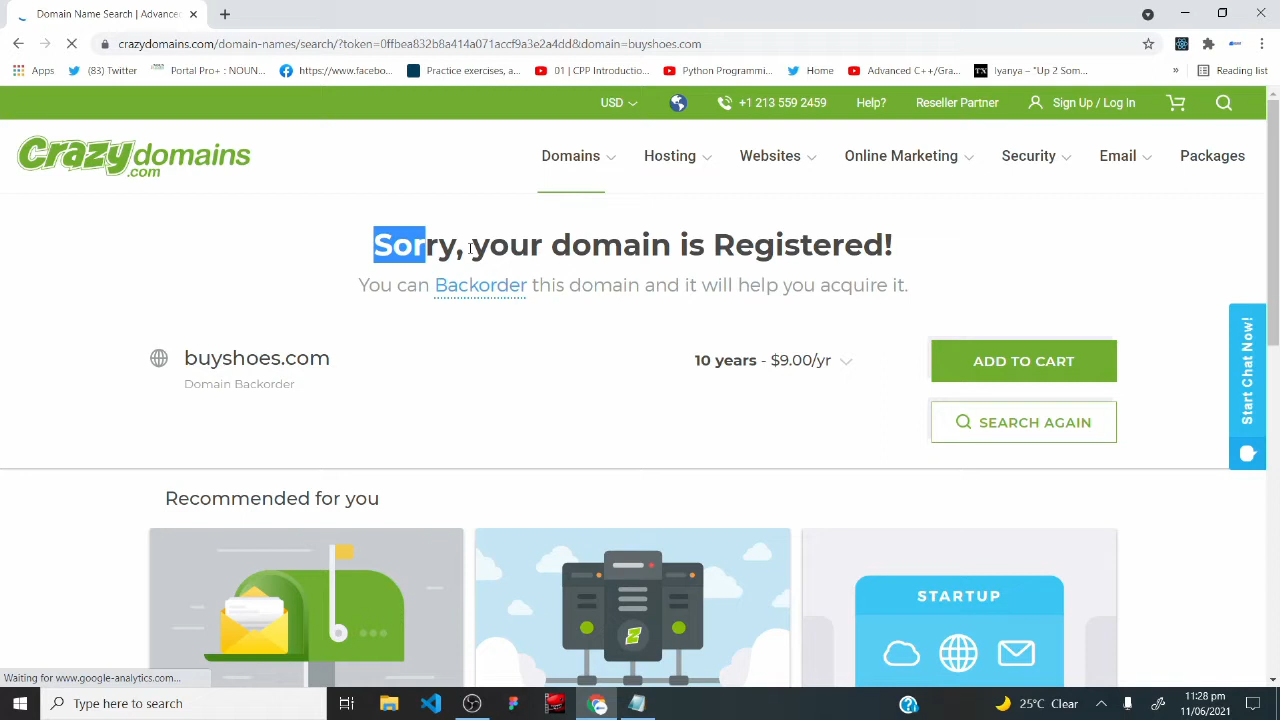 Domain Name Search | Advance
crazydomains.com/domain-names/search/?token=0ffbea832b8a414a071accf9a3e2a4dd&domain=buyshoes.com
Apps (83) Twitter Portal Pro+ : NOUN... https://www.facebo... Practice exercises, a... 01 | CPP Introductio... Python Programmi... Home Advanced C++/Gra... TX Iyanya – "Up 2 Som... » Reading list
USD +1 213 559 2459 Help? Reseller Partner Sign Up / Log In
Crazydomains.com
Domains Hosting Websites Online Marketing Security Email Packages
Sorry, your domain is Registered!
You can Backorder this domain and it will help you acquire it.
buyshoes.com 10 years - $9.00/yr ADD TO CART
Domain Backorder
SEARCH AGAIN
Start Chat Now!
Recommended for you
STARTUP
Waiting for www.google-analytics.com...
Type here to search 25°C Clear 11:28 pm
11/06/2021